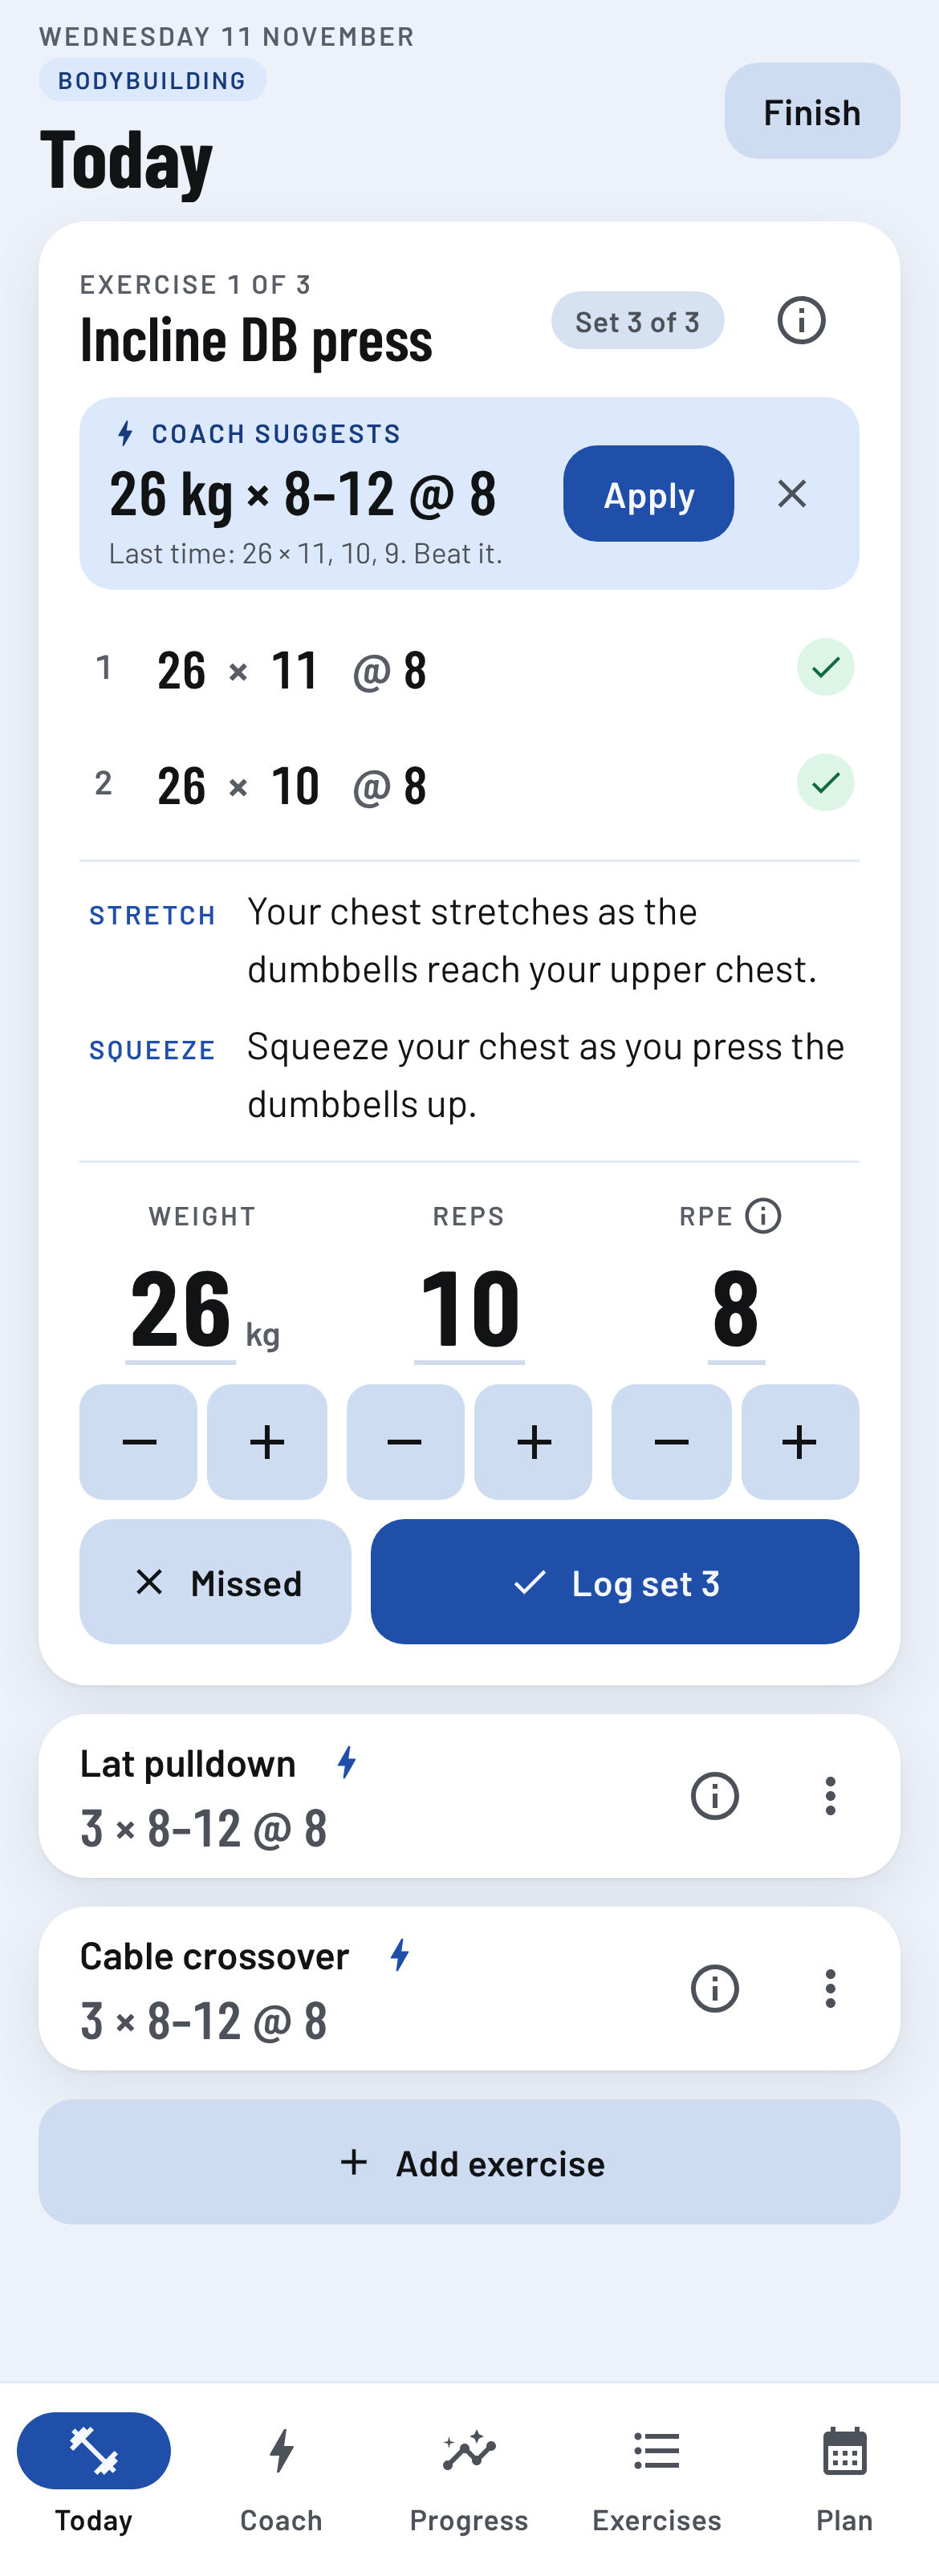 WEDNESDAY 11 NOVEMBER
BODYBUILDING
Today
Finish
EXERCISE 1 OF 3
Incline DB press
Set 3 of 3
COACH SUGGESTS
26 kg × 8–12 @ 8
Last time: 26 × 11, 10, 9. Beat it.
Apply
1 26 × 11 @ 8
2 26 × 10 @ 8
STRETCH Your chest stretches as the
dumbbells reach your upper chest.
SQUEEZE Squeeze your chest as you press the
dumbbells up.
WEIGHT REPS RPE
26 kg 10 8
Missed Log set 3
Lat pulldown
3 × 8–12 @ 8
Cable crossover
3 × 8–12 @ 8
Add exercise
Today Coach Progress Exercises Plan